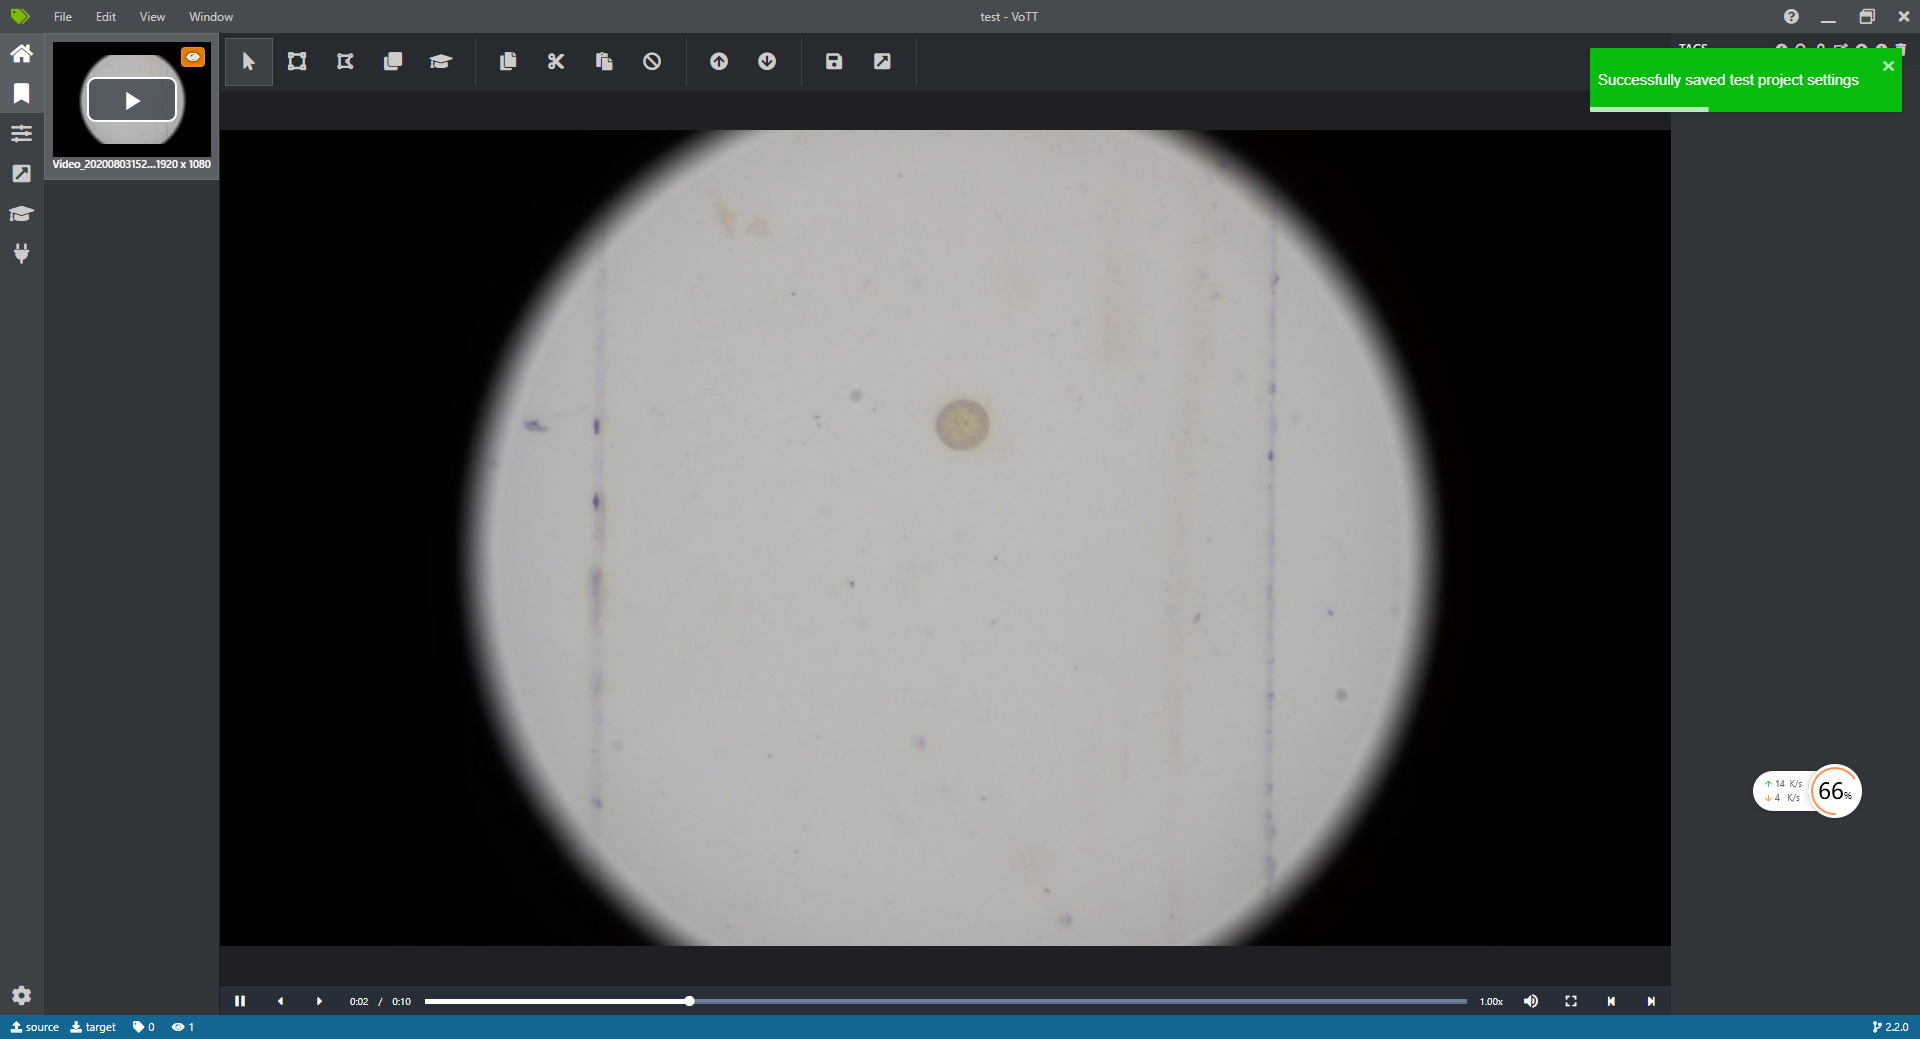 File Edit View Window
test - VoTT
TAGS
Successfully saved test project settings
Video_20200803152...1920 x 1080
14 K/s
4 K/s
66%
0:02 / 0:10
1.00x
source target 0 1
2.2.0